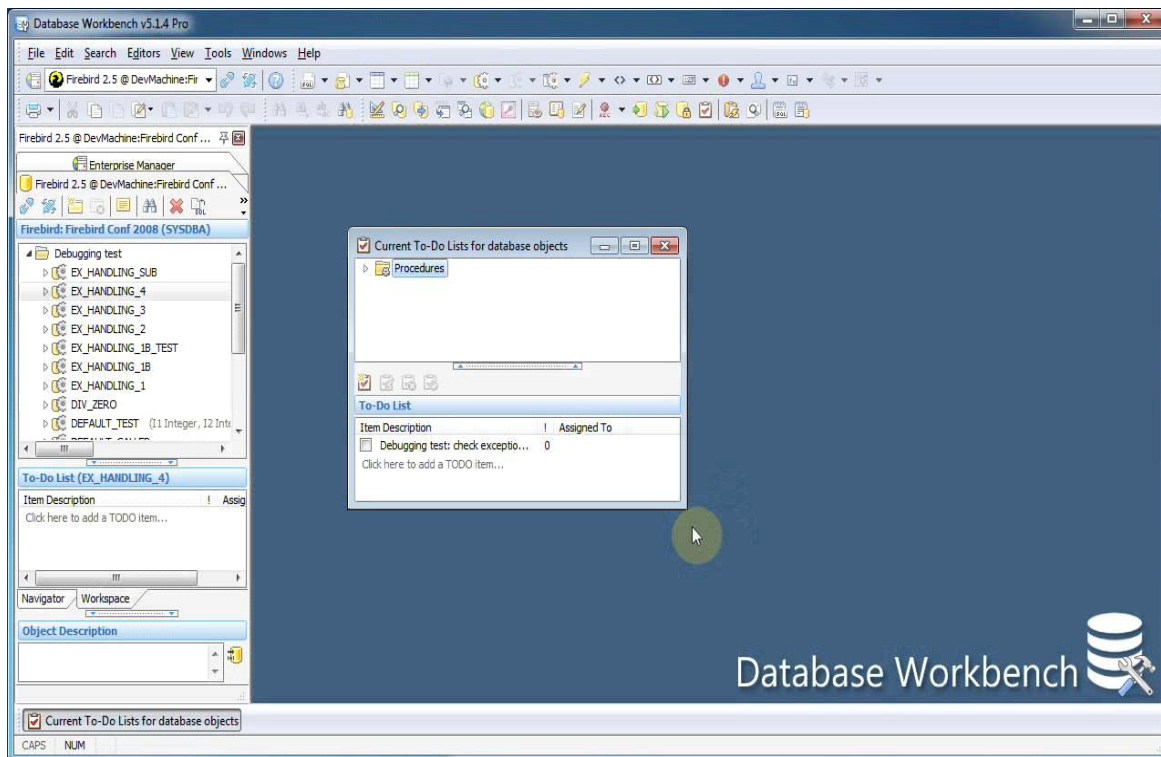 Database Workbench v5.1.4 Pro
File Edit Search Editors View Tools Windows Help
Firebird 2.5 @ DevMachine:Fir
Firebird 2.5 @ DevMachine:Firebird Conf ...
Enterprise Manager
Firebird 2.5 @ DevMachine:Firebird Conf ...
Firebird: Firebird Conf 2008 (SYSDBA)
Debugging test
EX_HANDLING_SUB
EX_HANDLING_4
EX_HANDLING_3
EX_HANDLING_2
EX_HANDLING_1B_TEST
EX_HANDLING_1B
EX_HANDLING_1
DIV_ZERO
DEFAULT_TEST (I1 Integer, I2 Inte
To-Do List (EX_HANDLING_4)
Item Description ! Assig
Click here to add a TODO item...
Navigator Workspace
Object Description
Current To-Do Lists for database objects
Procedures
To-Do List
Item Description ! Assigned To
Debugging test: check exceptio... 0
Click here to add a TODO item...
Database Workbench
Current To-Do Lists for database objects
CAPS NUM